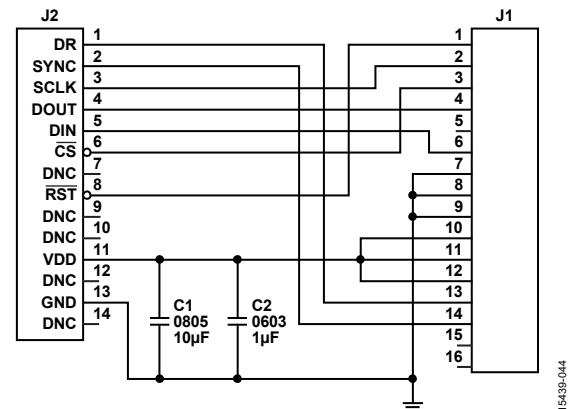 J2
J1
DR 1
SYNC 2
SCLK 3
DOUT 4
DIN 5
CS 6
DNC 7
RST 8
DNC 9
DNC 10
VDD 11
DNC 12
GND 13
DNC 14
C1
0805
10µF
C2
0603
1µF
1
2
3
4
5
6
7
8
9
10
11
12
13
14
15
16
15439-044